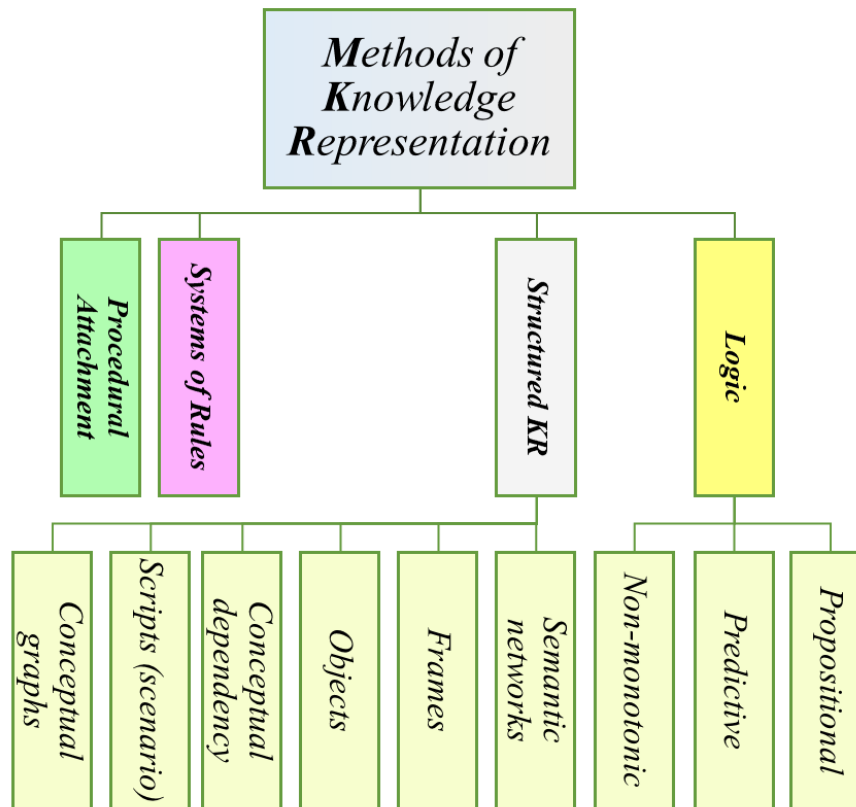 Methods of
Knowledge
Representation
Procedural
Attachment
Systems of Rules
Structured KR
Logic
Conceptual
graphs
Scripts (scenario)
Conceptual
dependency
Objects
Frames
Semantic
networks
Non-monotonic
Predictive
Propositional